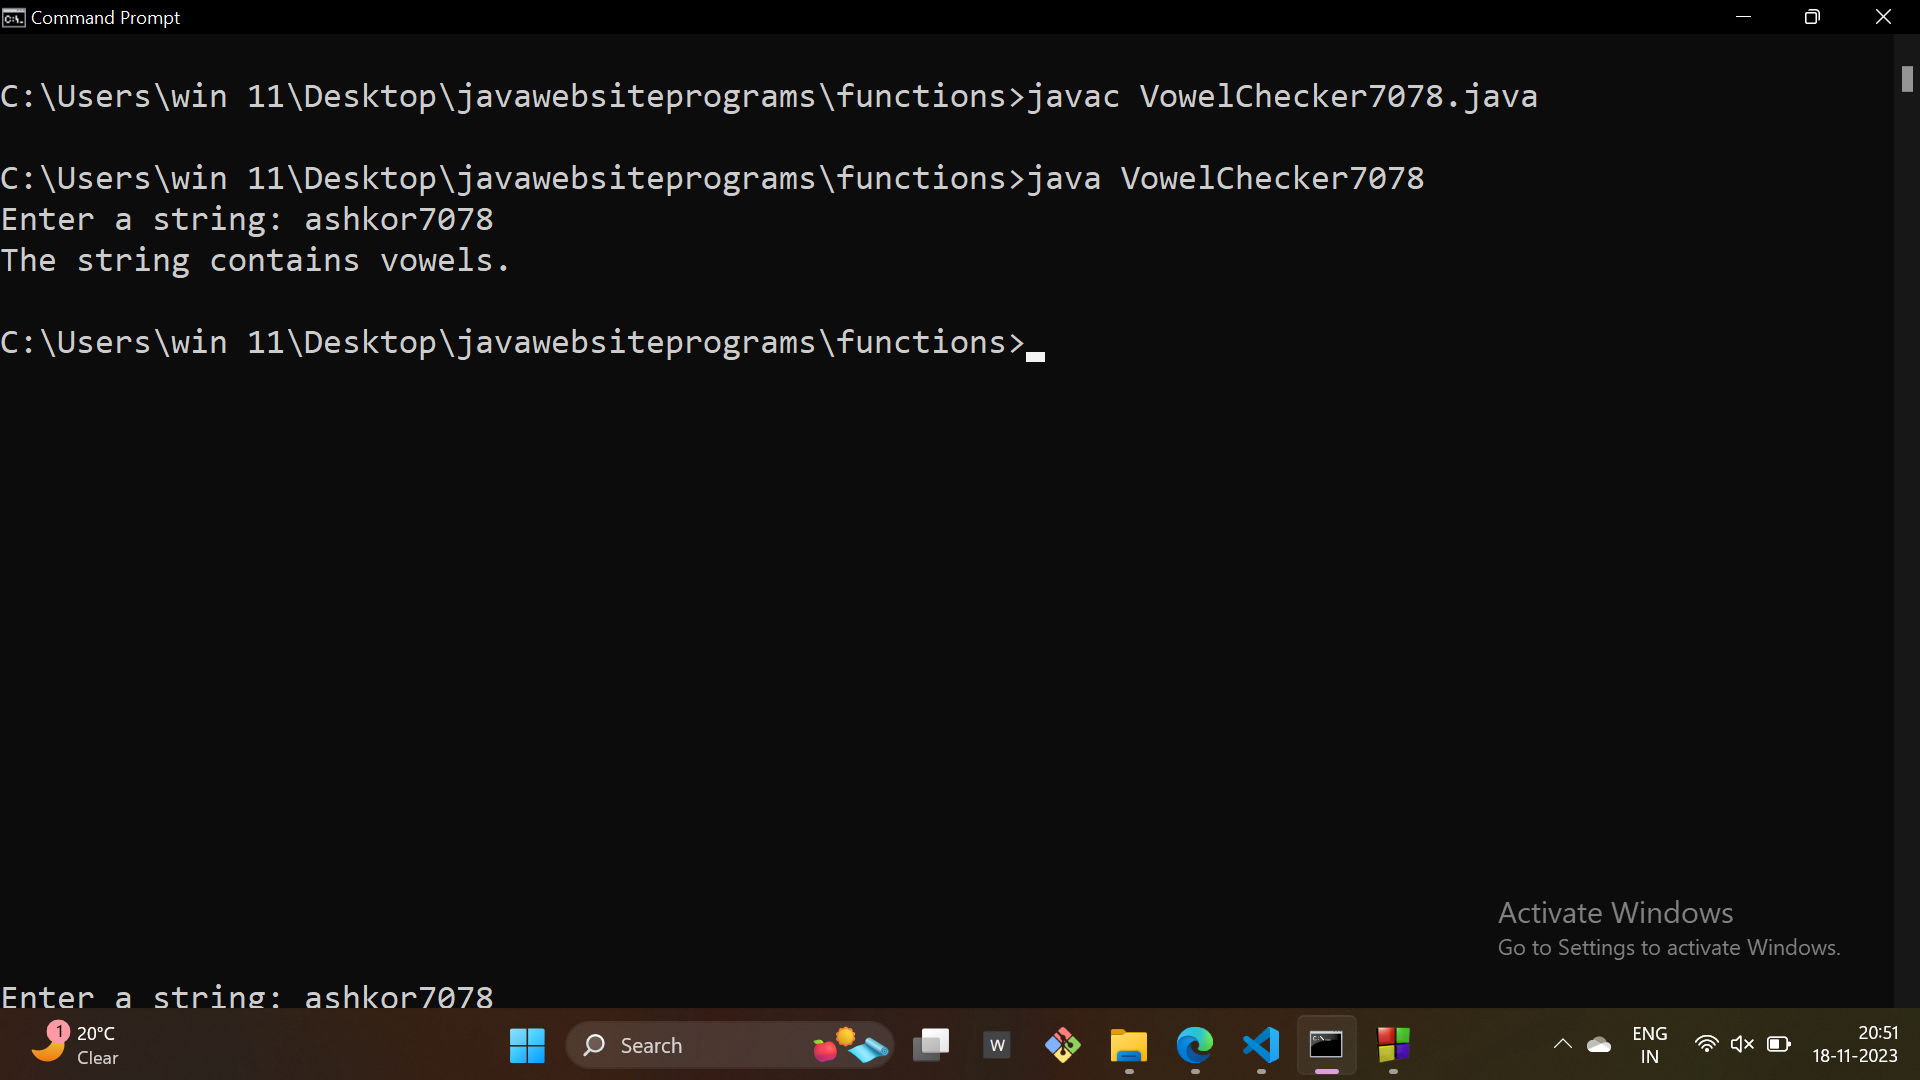 Command Prompt
C:\Users\win 11\Desktop\javawebsiteprograms\functions>javac VowelChecker7078.java
C:\Users\win 11\Desktop\javawebsiteprograms\functions>java VowelChecker7078
Enter a string: ashkor7078
The string contains vowels.
C:\Users\win 11\Desktop\javawebsiteprograms\functions>
Activate Windows
Go to Settings to activate Windows.
Enter a string: ashkor7078
1
20°C
Clear
Search
W
ENG
IN
20:51
18-11-2023